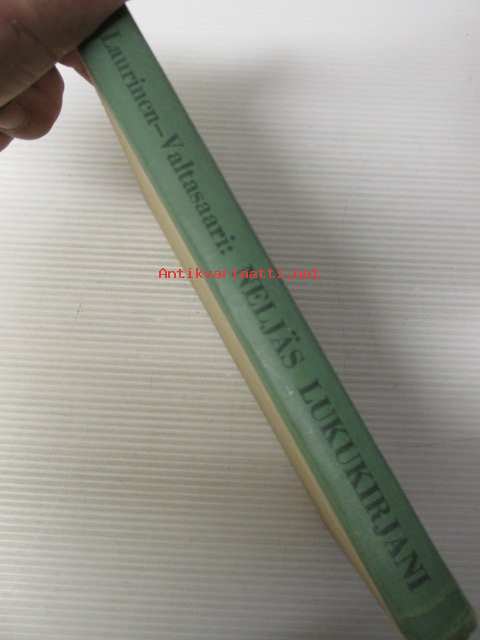 Laurinen—Valtasaari: NELJÄS LUKUKIRJANI
Antikvariaatti.net